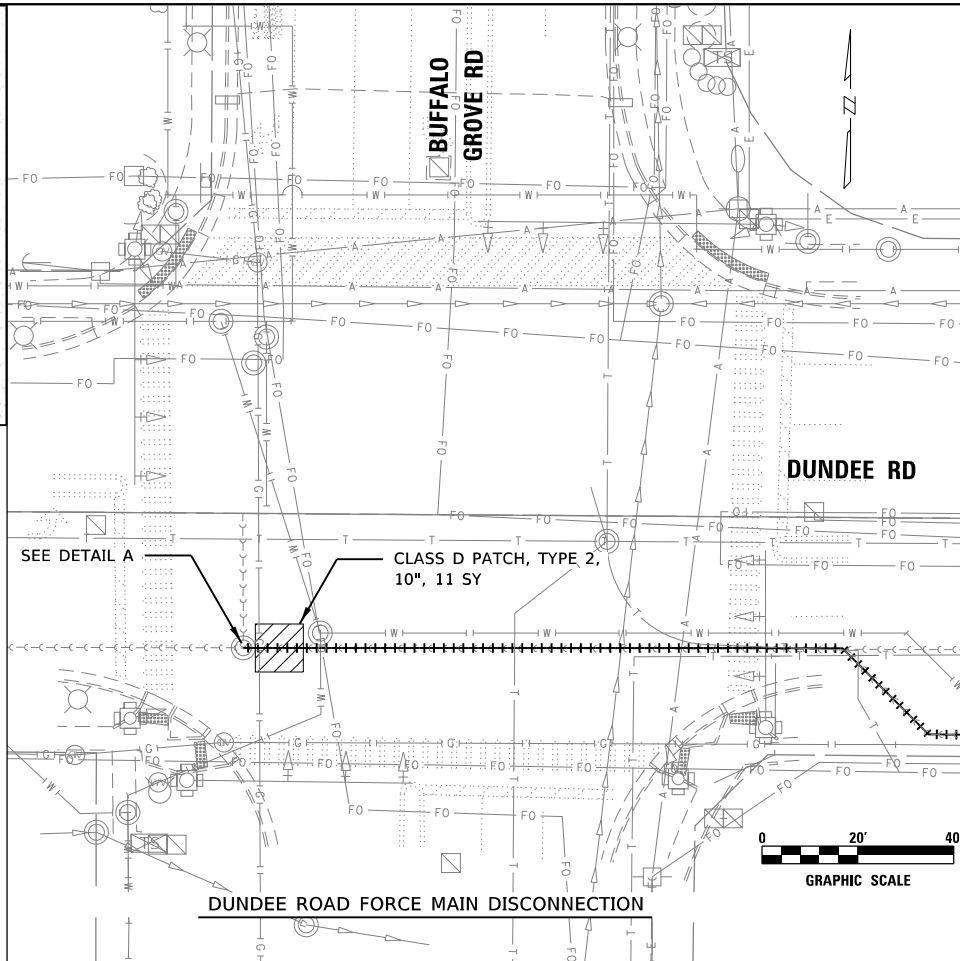 BUFFALO
GROVE RD
N
DUNDEE RD
SEE DETAIL A
CLASS D PATCH, TYPE 2,
10", 11 SY
0 20' 40
GRAPHIC SCALE
DUNDEE ROAD FORCE MAIN DISCONNECTION